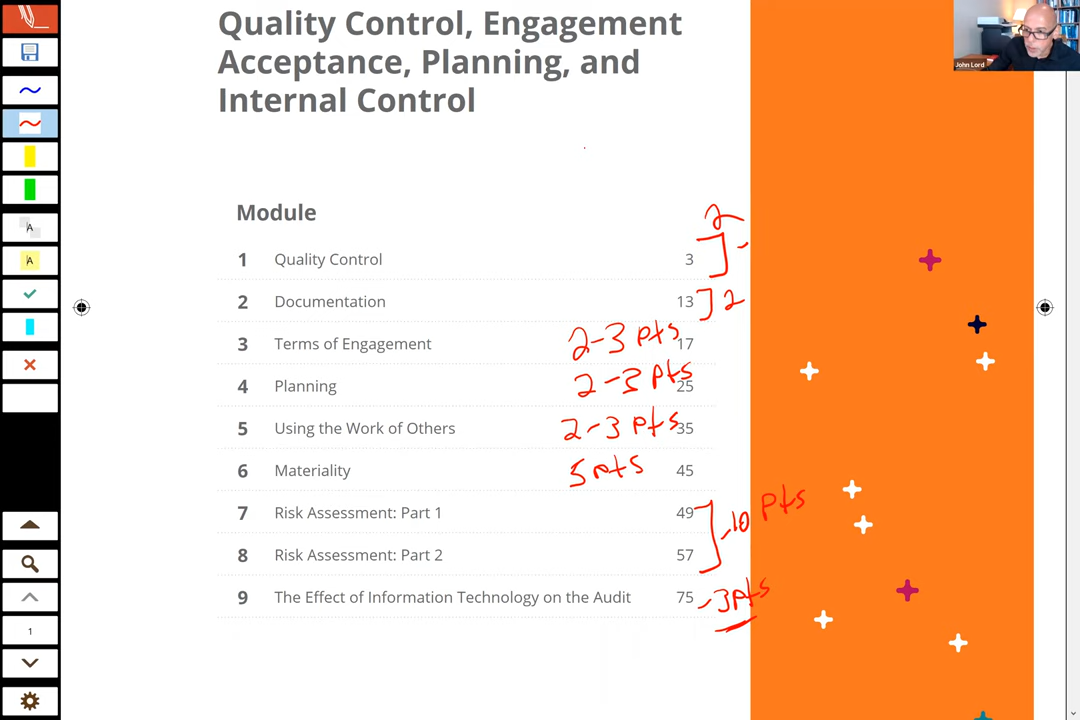 Quality Control, Engagement
Acceptance, Planning, and
Internal Control
John Lord
Module
2
1 Quality Control 3
2 Documentation 13 2
3 Terms of Engagement 2-3 pts 17
4 Planning 2-3 pts 25
5 Using the Work of Others 2-3 pts 35
6 Materiality 5 pts 45
7 Risk Assessment: Part 1 49
10 pts
8 Risk Assessment: Part 2 57
9 The Effect of Information Technology on the Audit 75 -3pts
A
A
1